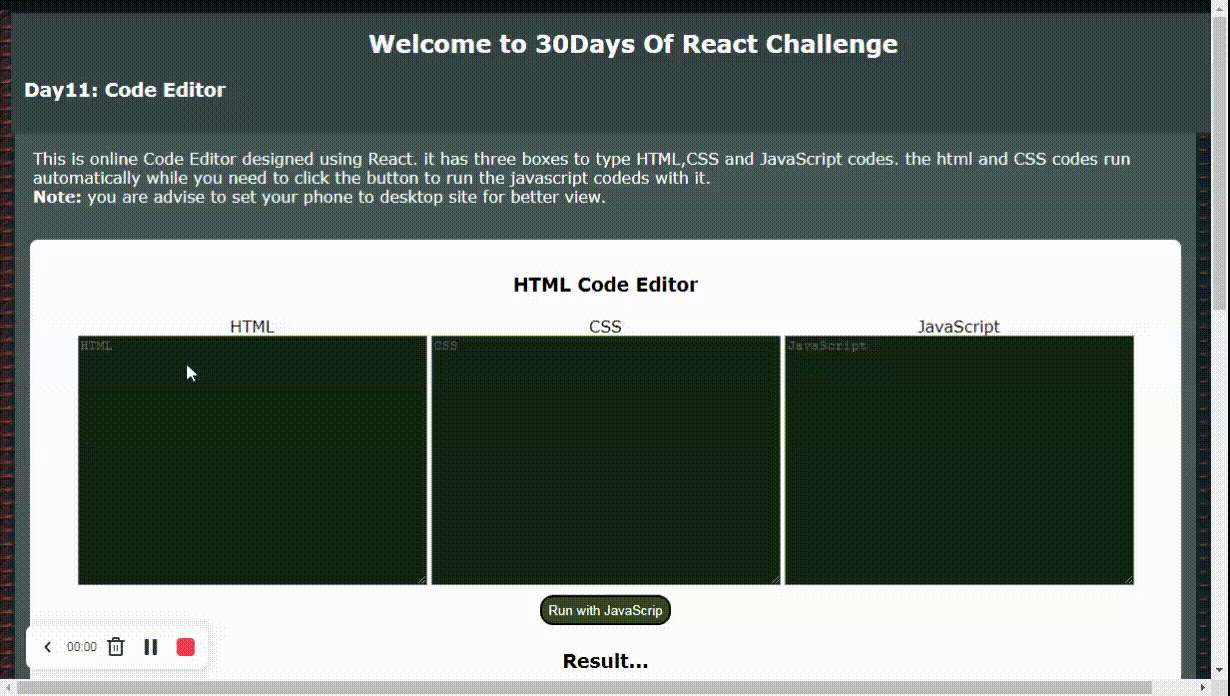 Welcome to 30Days Of React Challenge
Day11: Code Editor
This is online Code Editor designed using React. it has three boxes to type HTML,CSS and JavaScript codes. the html and CSS codes run
automatically while you need to click the button to run the javascript codeds with it.
Note: you are advise to set your phone to desktop site for better view.
HTML Code Editor
HTML CSS JavaScript
HTML CSS JavaScript
Run with JavaScrip
00:00
Result...